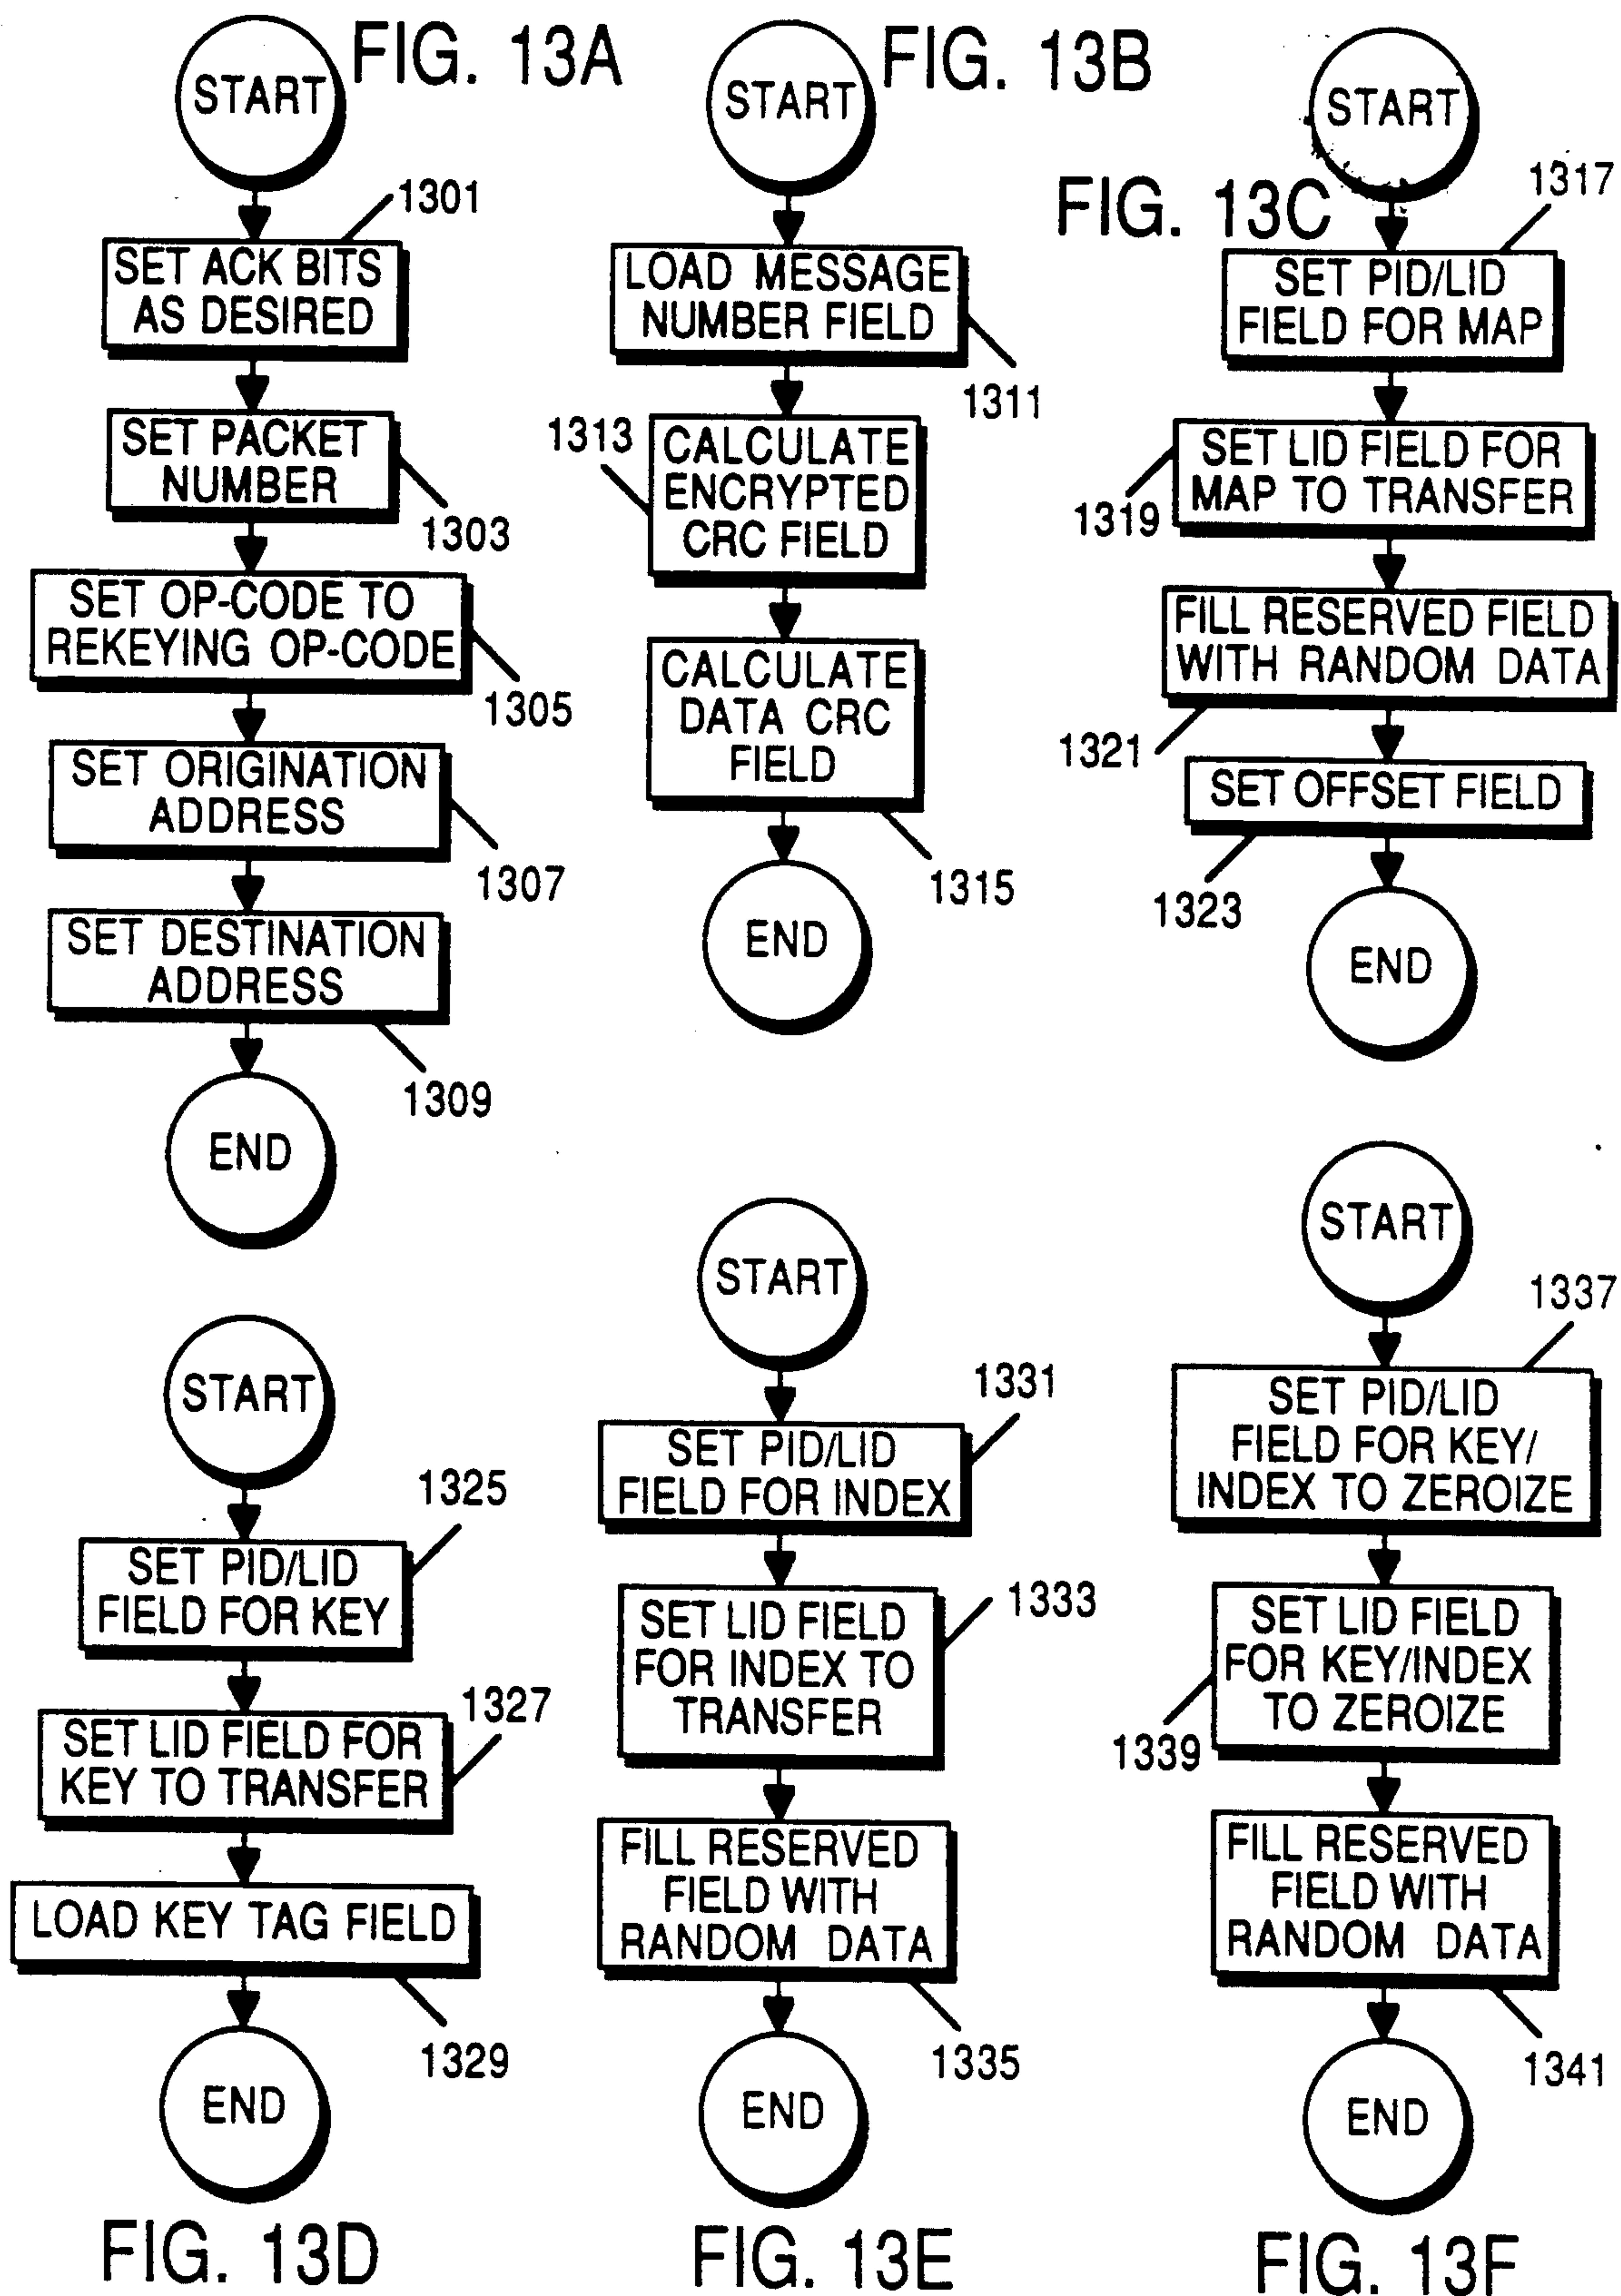 FIG. 13A
START
1301
SET ACK BITS
AS DESIRED
SET PACKET
NUMBER
1303
SET OP-CODE TO
REKEYING OP-CODE
1305
SET ORIGINATION
ADDRESS
1307
SET DESTINATION
ADDRESS
1309
END
FIG. 13B
START
LOAD MESSAGE
NUMBER FIELD
1311
1313
CALCULATE
ENCRYPTED
CRC FIELD
CALCULATE
DATA CRC
FIELD
1315
END
FIG. 13C
START
1317
SET PID/LID
FIELD FOR MAP
SET LID FIELD FOR
MAP TO TRANSFER
1319
FILL RESERVED FIELD
WITH RANDOM DATA
1321
SET OFFSET FIELD
1323
END
START
1325
SET PID/LID
FIELD FOR KEY
1327
SET LID FIELD FOR
KEY TO TRANSFER
LOAD KEY TAG FIELD
1329
END
FIG. 13D
START
1331
SET PID/LID
FIELD FOR INDEX
1333
SET LID FIELD
FOR INDEX TO
TRANSFER
FILL RESERVED
FIELD WITH
RANDOM DATA
1335
END
FIG. 13E
START
1337
SET PID/LID
FIELD FOR KEY/
INDEX TO ZEROIZE
SET LID FIELD
FOR KEY/INDEX
TO ZEROIZE
1339
FILL RESERVED
FIELD WITH
RANDOM DATA
1341
END
FIG. 13F